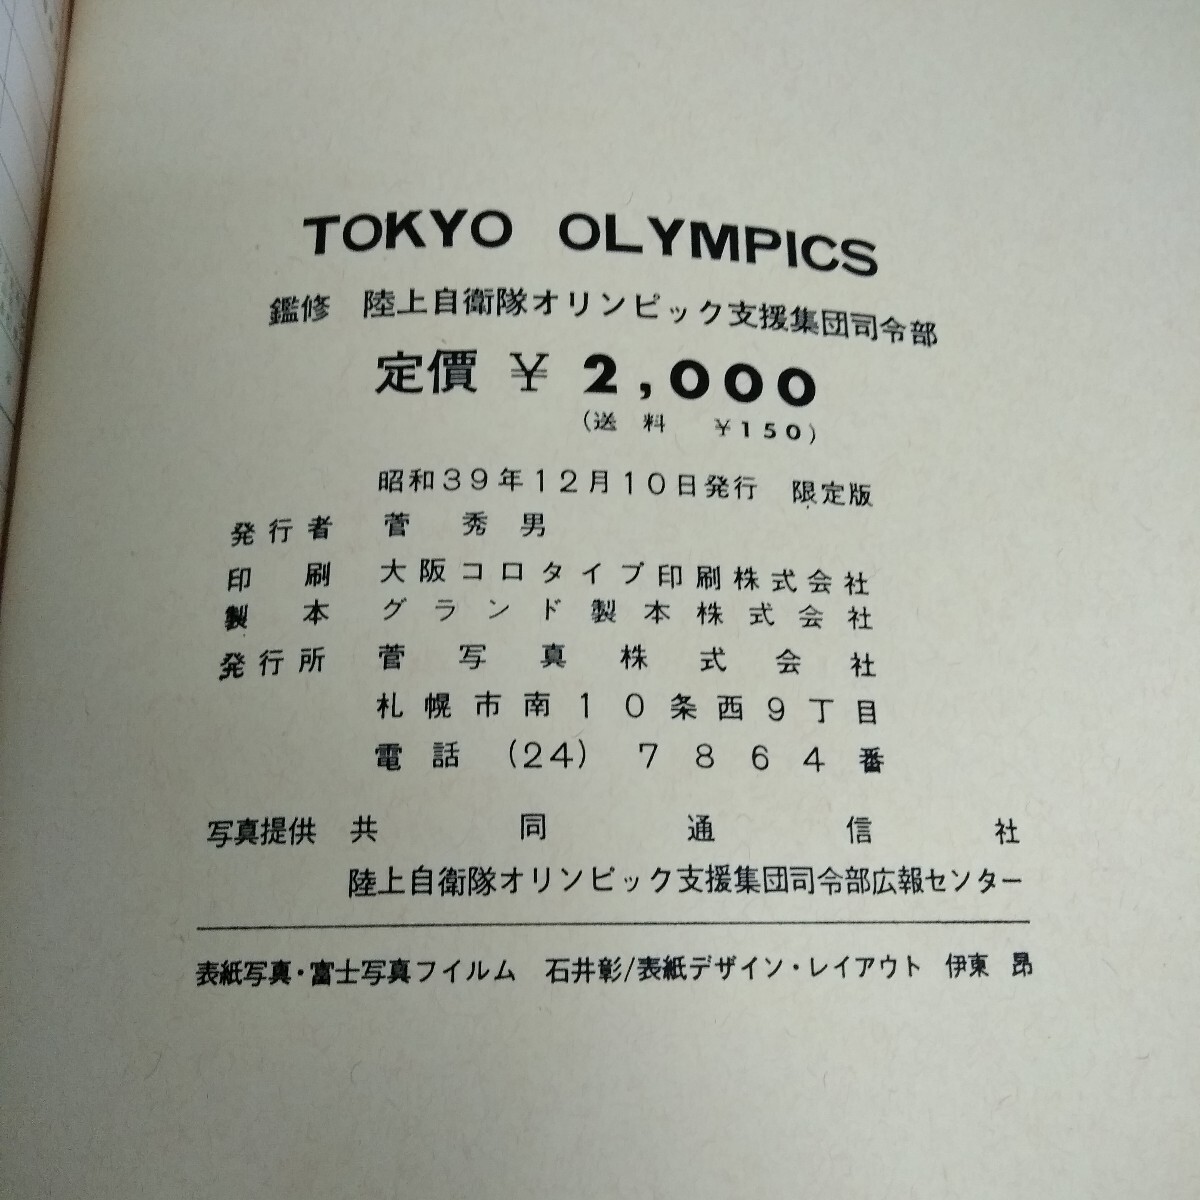 TOKYO OLYMPICS
鑑修 陸上自衛隊オリンピック支援集団司令部
定價 ¥ 2,000
(送料 ¥150)
昭和39年12月10日発行 限定版
発行者 菅秀男
印刷 大阪コロタイプ印刷株式会社
製本 グランド製本株式会社
発行所 菅写真株式会社
札幌市南10条西9丁目
電話 (24) 7864番
写真提供 共同通信社
陸上自衛隊オリンピック支援集団司令部広報センター
表紙写真・富士写真フイルム 石井彰/表紙デザイン・レイアウト 伊東 昂